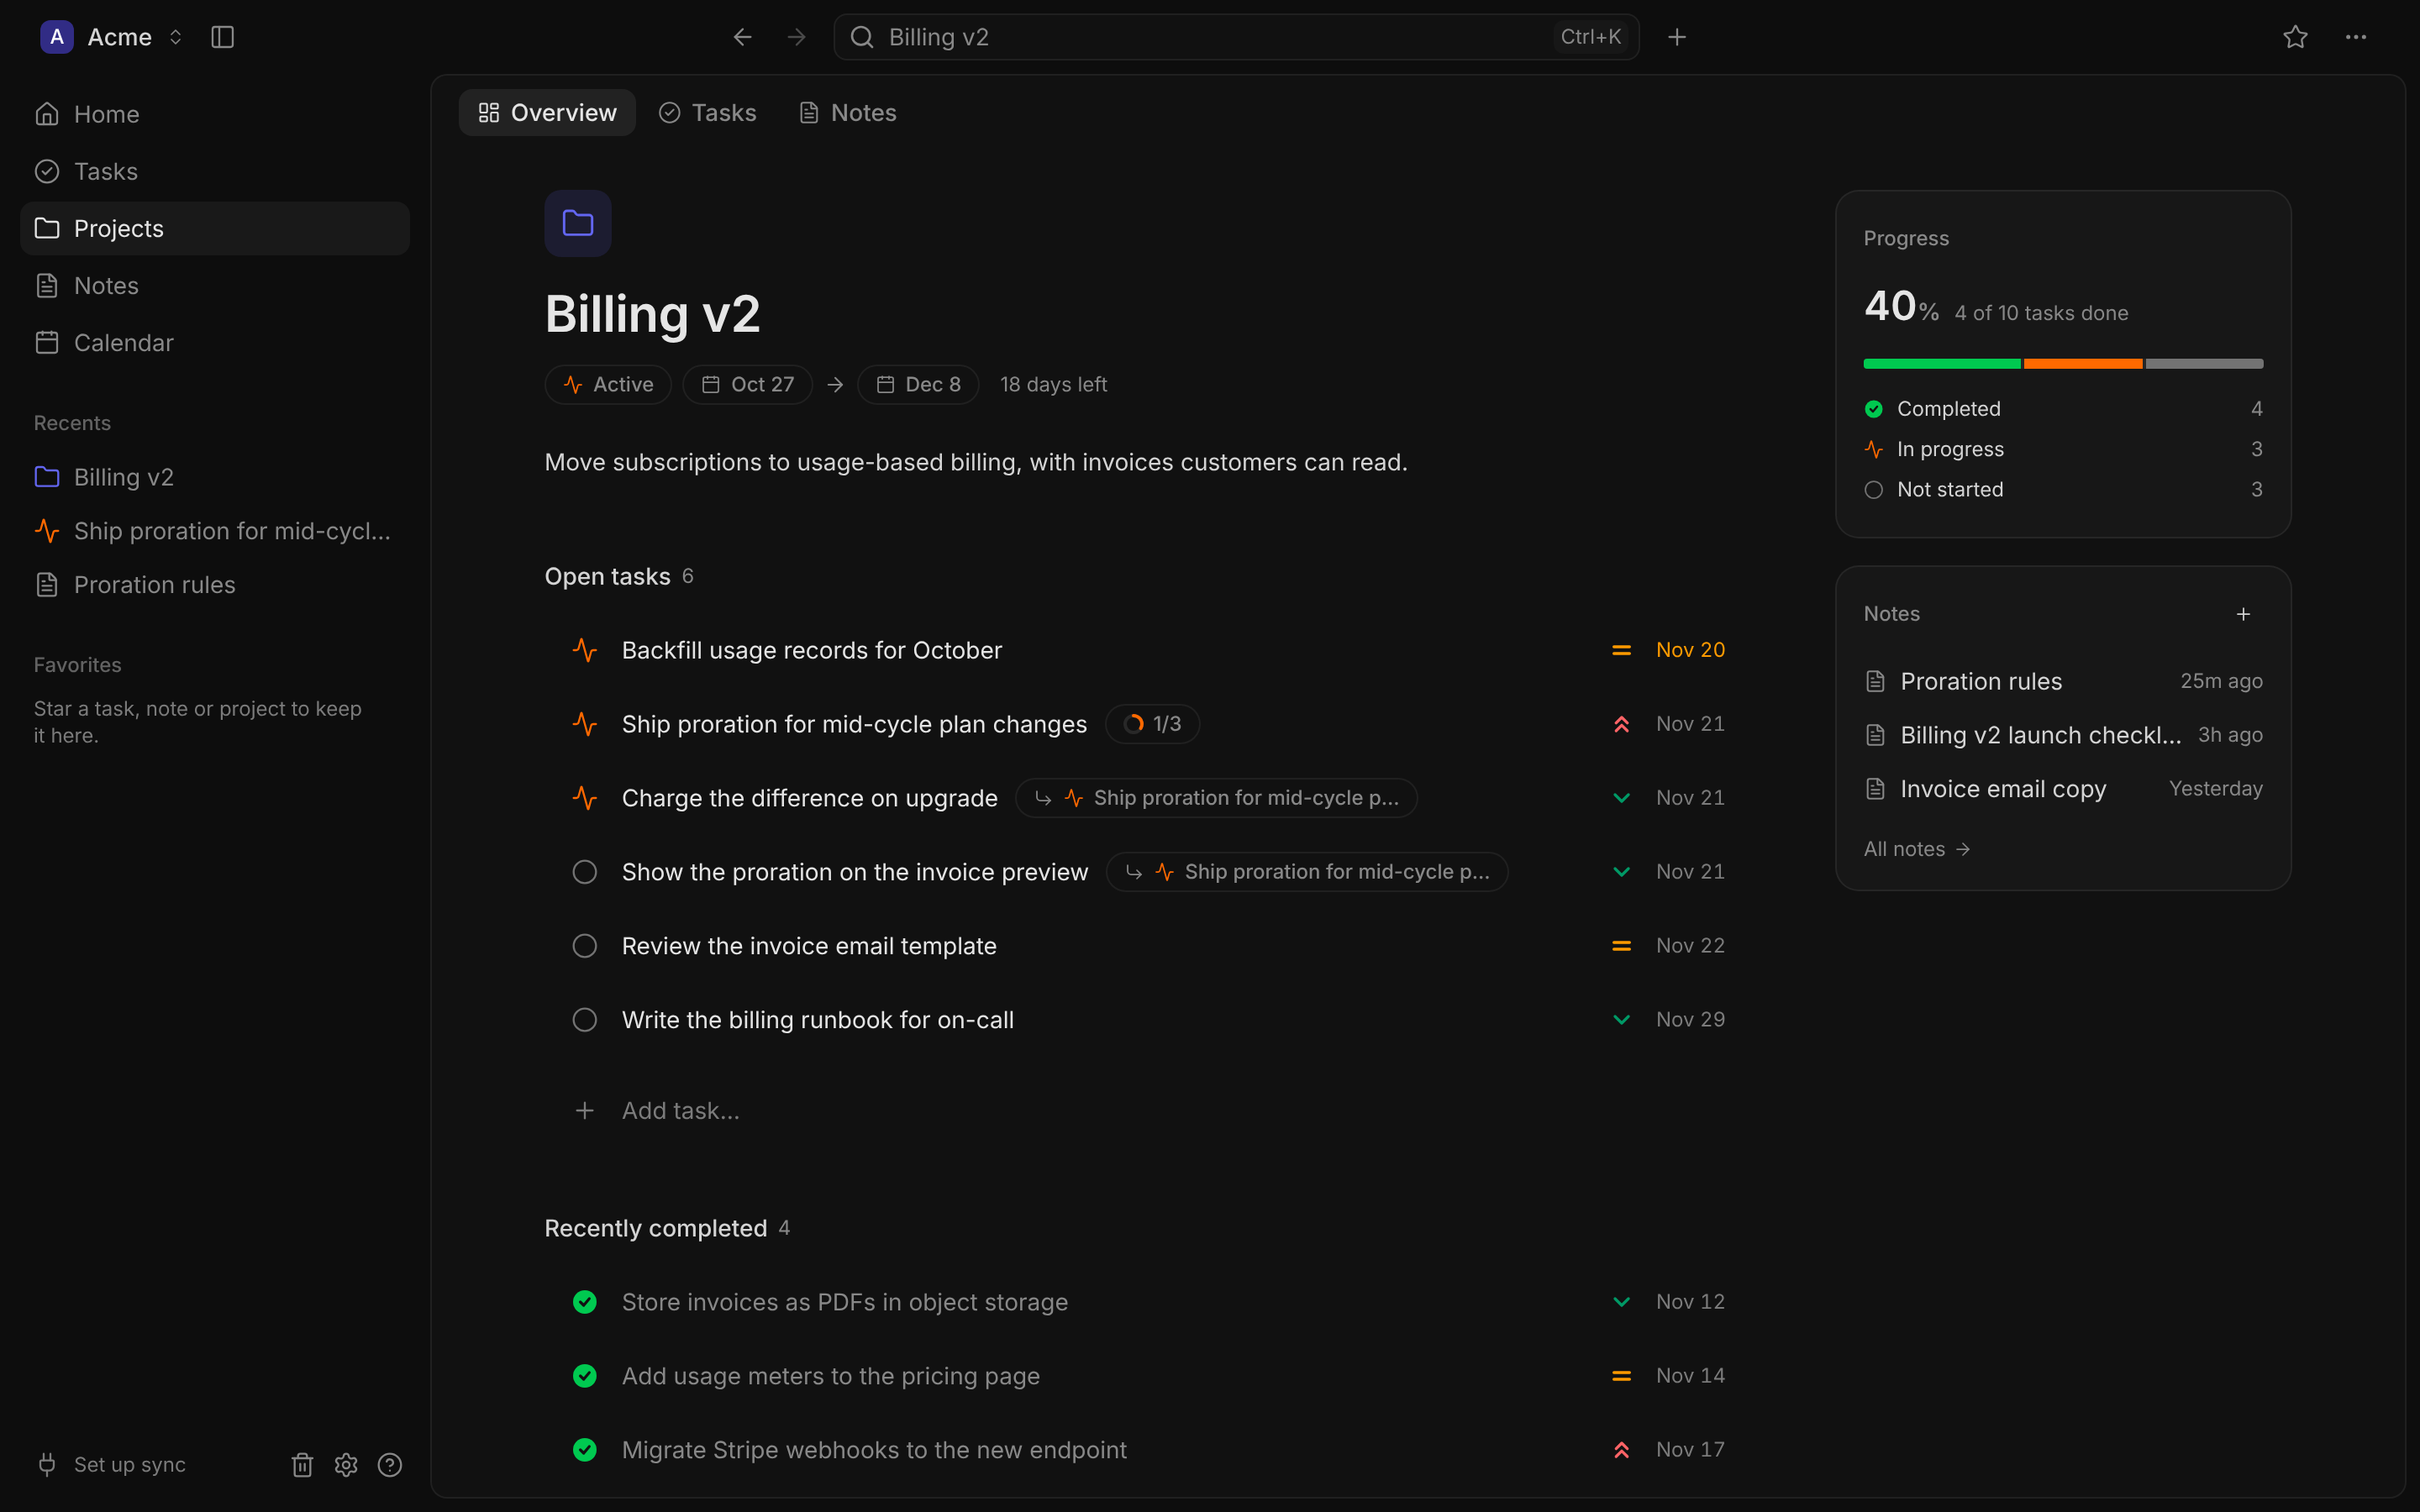 A Acme
Billing v2 Ctrl+K
Home
Tasks
Projects
Notes
Calendar
Recents
Billing v2
Ship proration for mid-cycl...
Proration rules
Favorites
Star a task, note or project to keep
it here.
Set up sync
Overview Tasks Notes
Billing v2
Active Oct 27 → Dec 8 18 days left
Move subscriptions to usage-based billing, with invoices customers can read.
Open tasks 6
Backfill usage records for October Nov 20
Ship proration for mid-cycle plan changes 1/3 Nov 21
Charge the difference on upgrade Ship proration for mid-cycle p... Nov 21
Show the proration on the invoice preview Ship proration for mid-cycle p... Nov 21
Review the invoice email template Nov 22
Write the billing runbook for on-call Nov 29
Add task...
Recently completed 4
Store invoices as PDFs in object storage Nov 12
Add usage meters to the pricing page Nov 14
Migrate Stripe webhooks to the new endpoint Nov 17
Progress
40% 4 of 10 tasks done
Completed 4
In progress 3
Not started 3
Notes
Proration rules 25m ago
Billing v2 launch checkl... 3h ago
Invoice email copy Yesterday
All notes →